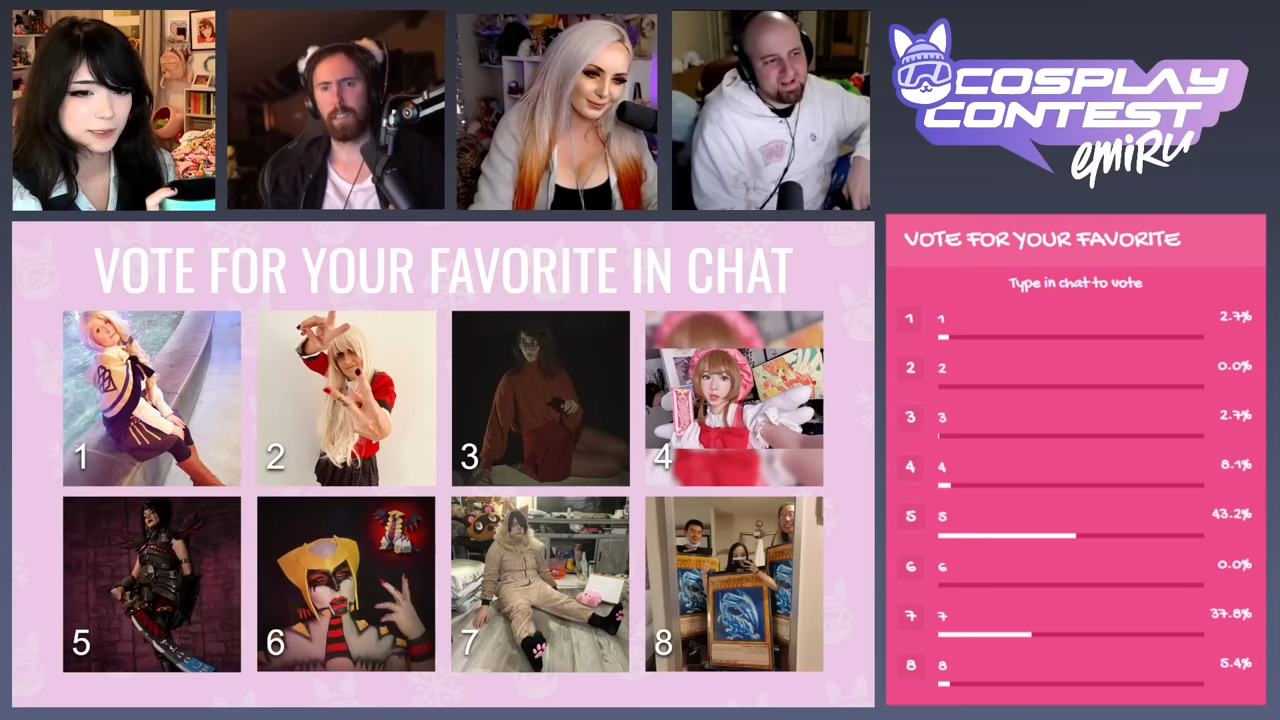 COSPLAY
CONTEST
emiru
VOTE FOR YOUR FAVORITE IN CHAT
1
2
3
4
5
6
7
8
VOTE FOR YOUR FAVORITE
Type in chat to vote
1 1 2.7%
2 2 0.0%
3 3 2.7%
4 4 8.1%
5 5 43.2%
6 6 0.0%
7 7 37.8%
8 8 5.4%